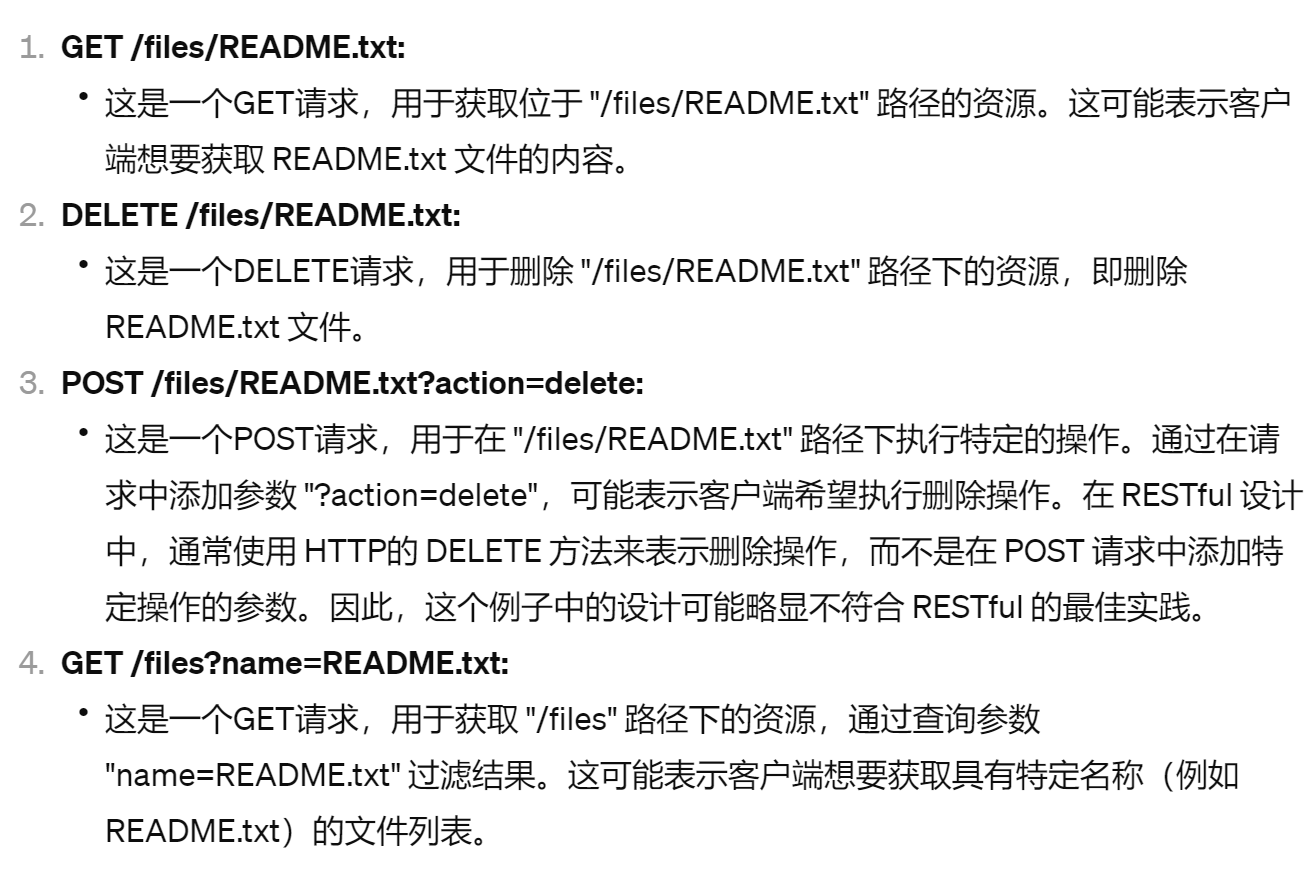 1. GET /files/README.txt:
• 这是一个GET请求，用于获取位于 "/files/README.txt" 路径的资源。这可能表示客户
端想要获取 README.txt 文件的内容。
2. DELETE /files/README.txt:
• 这是一个DELETE请求，用于删除 "/files/README.txt" 路径下的资源，即删除
README.txt 文件。
3. POST /files/README.txt?action=delete:
• 这是一个POST请求，用于在 "/files/README.txt" 路径下执行特定的操作。通过在请
求中添加参数 "?action=delete"，可能表示客户端希望执行删除操作。在 RESTful 设计
中，通常使用 HTTP的 DELETE 方法来表示删除操作，而不是在 POST 请求中添加特
定操作的参数。因此，这个例子中的设计可能略显不符合 RESTful 的最佳实践。
4. GET /files?name=README.txt:
• 这是一个GET请求，用于获取 "/files" 路径下的资源，通过查询参数
"name=README.txt" 过滤结果。这可能表示客户端想要获取具有特定名称（例如
README.txt）的文件列表。